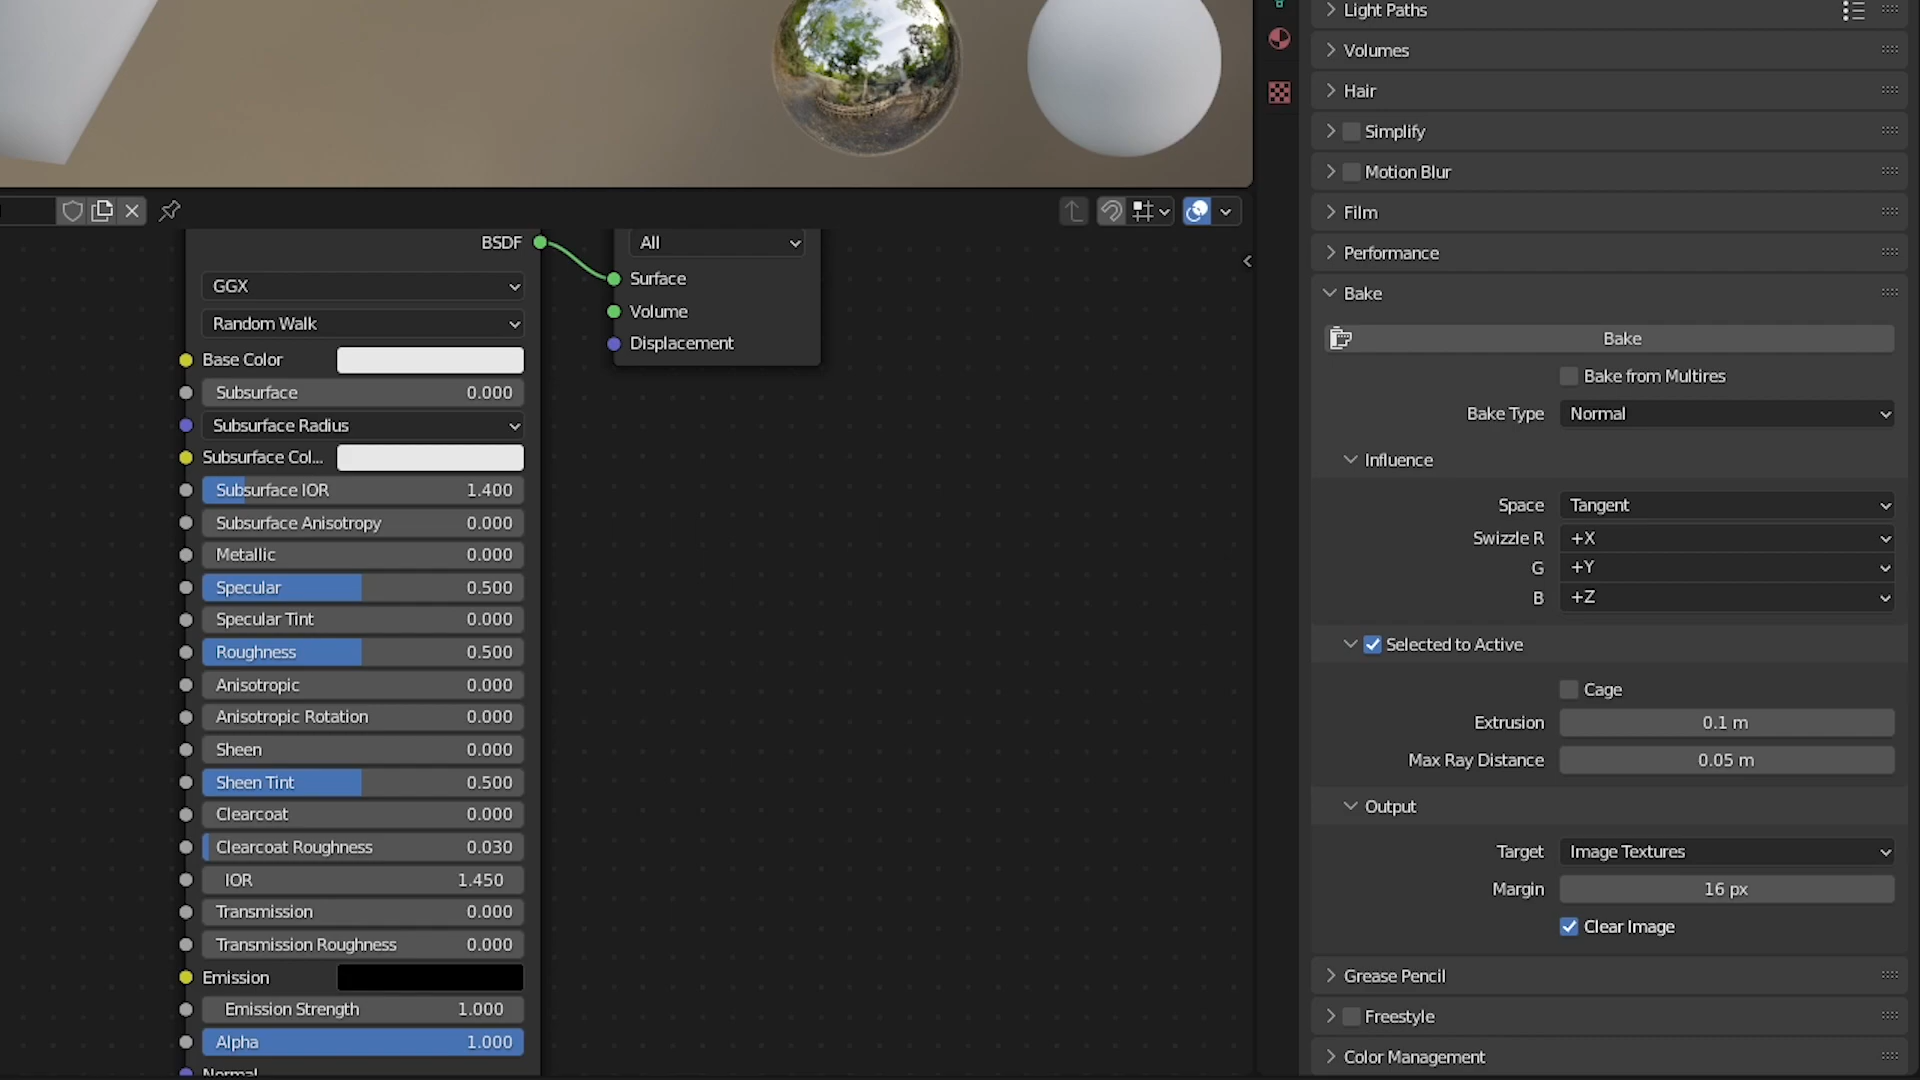 BSDF
GGX
Random Walk
Base Color
Subsurface 0.000
Subsurface Radius
Subsurface Col...
Subsurface IOR 1.400
Subsurface Anisotropy 0.000
Metallic 0.000
Specular 0.500
Specular Tint 0.000
Roughness 0.500
Anisotropic 0.000
Anisotropic Rotation 0.000
Sheen 0.000
Sheen Tint 0.500
Clearcoat 0.000
Clearcoat Roughness 0.030
IOR 1.450
Transmission 0.000
Transmission Roughness 0.000
Emission
Emission Strength 1.000
Alpha 1.000
Normal
All
Surface
Volume
Displacement
Light Paths
Volumes
Hair
Simplify
Motion Blur
Film
Performance
Bake
Bake
Bake from Multires
Bake Type Normal
Influence
Space Tangent
Swizzle R +X
G +Y
B +Z
Selected to Active
Cage
Extrusion 0.1 m
Max Ray Distance 0.05 m
Output
Target Image Textures
Margin 16 px
Clear Image
Grease Pencil
Freestyle
Color Management